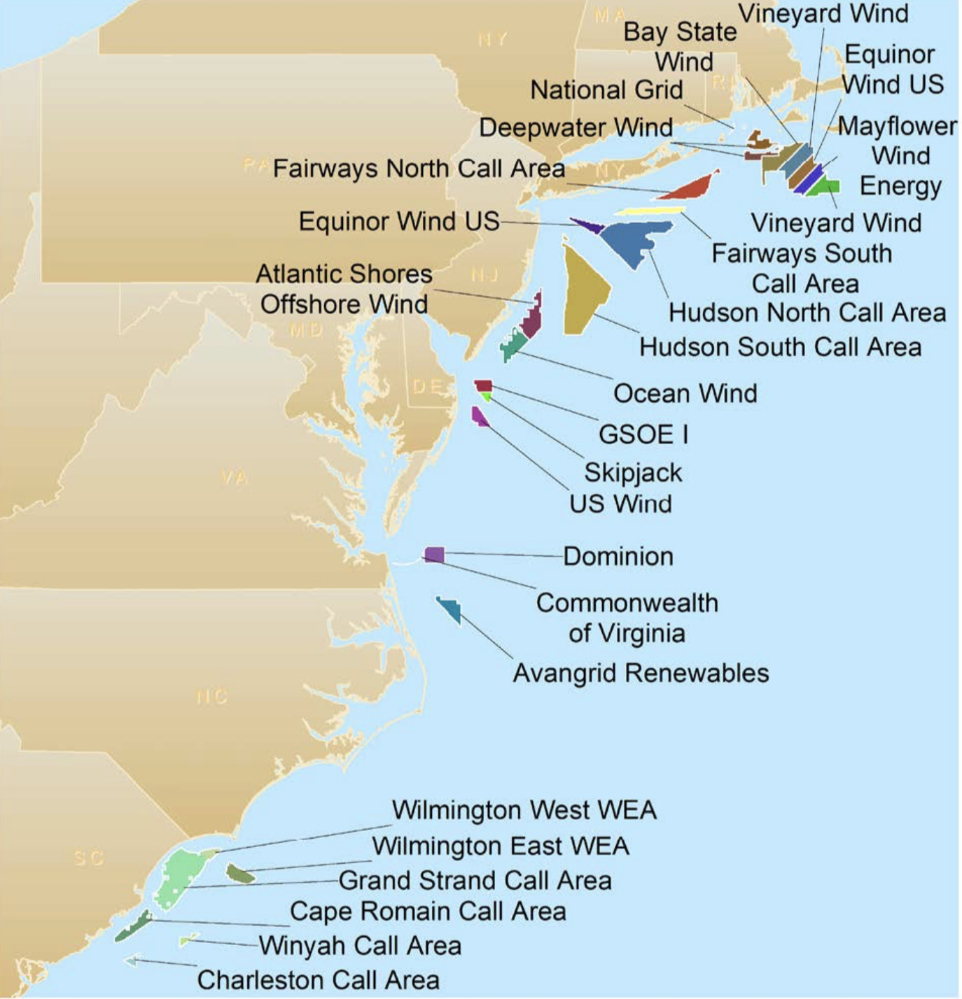 Vineyard Wind
MA
Bay State
Wind
NY
Equinor
Wind US
National Grid
RI
Deepwater Wind
Mayflower
Wind
Energy
PA
Fairways North Call Area
NY
Equinor Wind US
Vineyard Wind
Fairways South
Call Area
Atlantic Shores
Offshore Wind
NJ
Hudson North Call Area
MD
Hudson South Call Area
DE
Ocean Wind
GSOE I
Skipjack
VA
US Wind
Dominion
Commonwealth
of Virginia
Avangrid Renewables
NC
Wilmington West WEA
Wilmington East WEA
SC
Grand Strand Call Area
Cape Romain Call Area
Winyah Call Area
Charleston Call Area